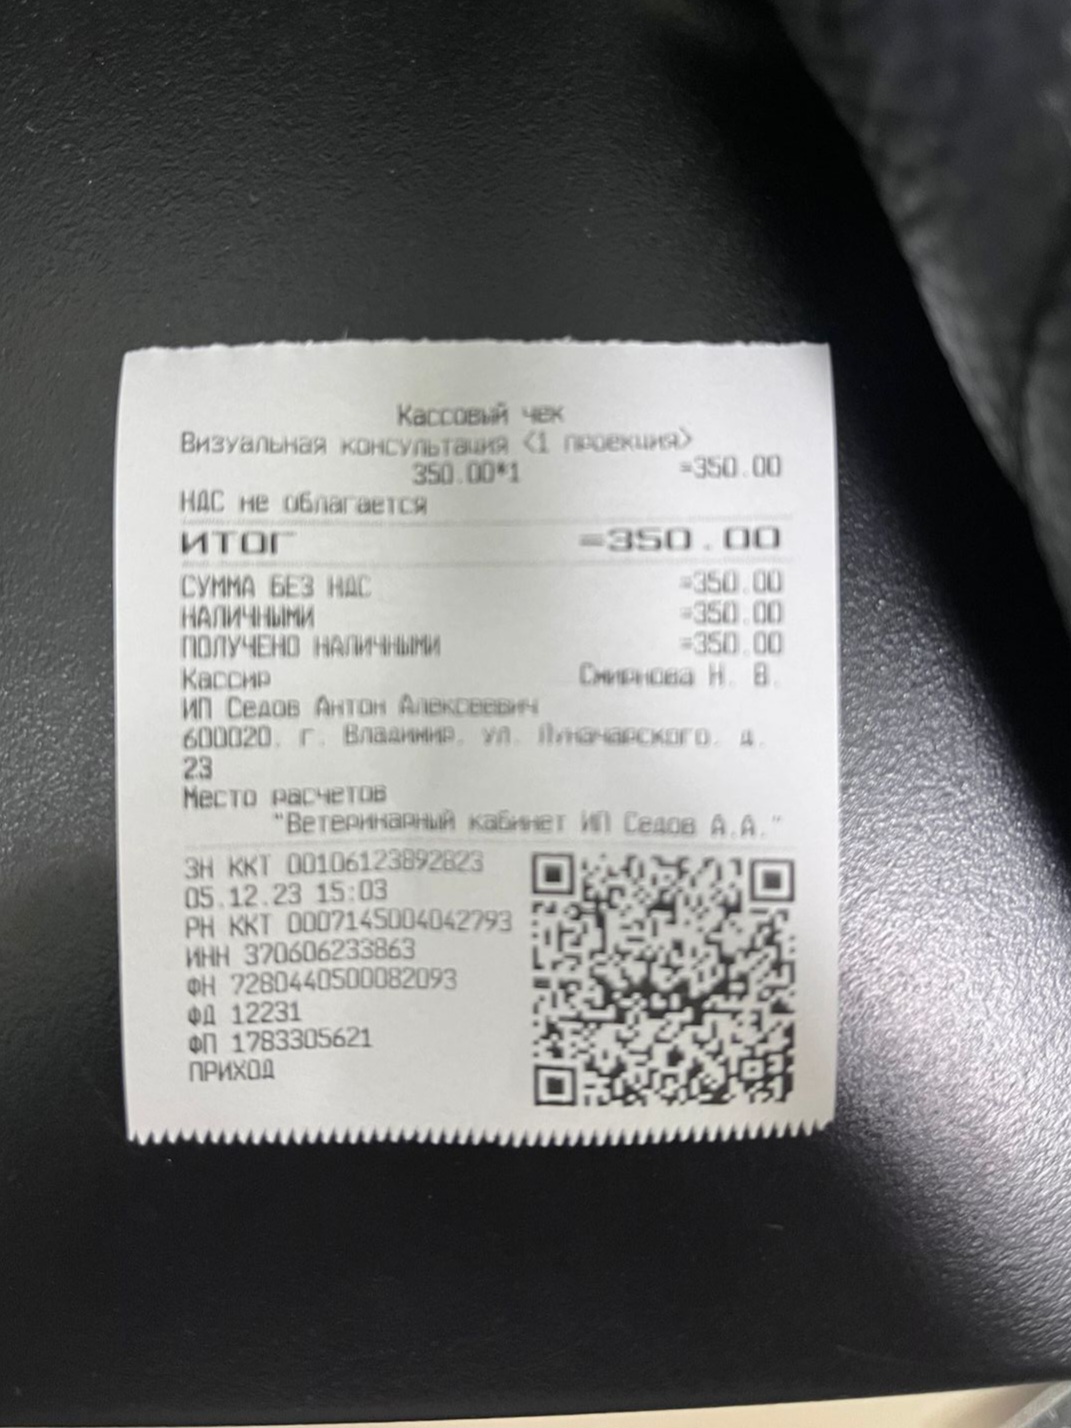 Кассовый чек
Визуальная консультация <1 проекция>
350.00*1 =350.00
НДС не облагается
ИТОГ =350.00
СУММА БЕЗ НДС =350.00
НАЛИЧНЫМИ =350.00
ПОЛУЧЕНО НАЛИЧНЫМИ =350.00
Кассир Смирнова Н. В.
ИП Седов Антон Алексеевич
600020, г. Владимир, ул. Луначарского, д.
23
Место расчетов
"Ветеринарный кабинет ИП Седов А.А."
ЗН ККТ 00106123892823
05.12.23 15:03
РН ККТ 0007145004042793
ИНН 370606233863
ФН 7280440500082093
ФД 12231
ФП 1783305621
ПРИХОД